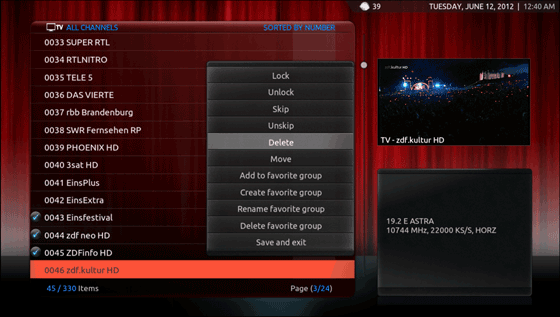 39 TUESDAY, JUNE 12, 2012 | 12:40 AM
TV ALL CHANNELS SORTED BY NUMBER
0033 SUPER RTL
0034 RTLNITRO
0035 TELE 5
0036 DAS VIERTE
0037 rbb Brandenburg
0038 SWR Fernsehen RP
0039 PHOENIX HD
0040 3sat HD
0041 EinsPlus
0042 EinsExtra
0043 Einsfestival
0044 zdf neo HD
0045 ZDFinfo HD
0046 zdf.kultur HD
45 / 330 Items Page (3/24)
Lock
Unlock
Skip
Unskip
Delete
Move
Add to favorite group
Create favorite group
Rename favorite group
Delete favorite group
Save and exit
zdf.kultur HD
TV - zdf.kultur HD
19.2 E ASTRA
10744 MHz, 22000 KS/S, HORZ